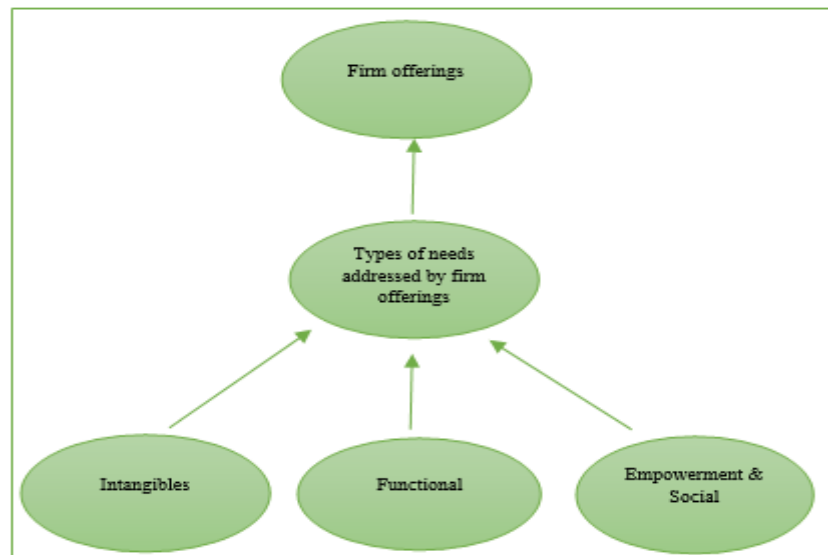 Firm offerings
Types of needs
addressed by firm
offerings
Intangibles
Functional
Empowerment &
Social